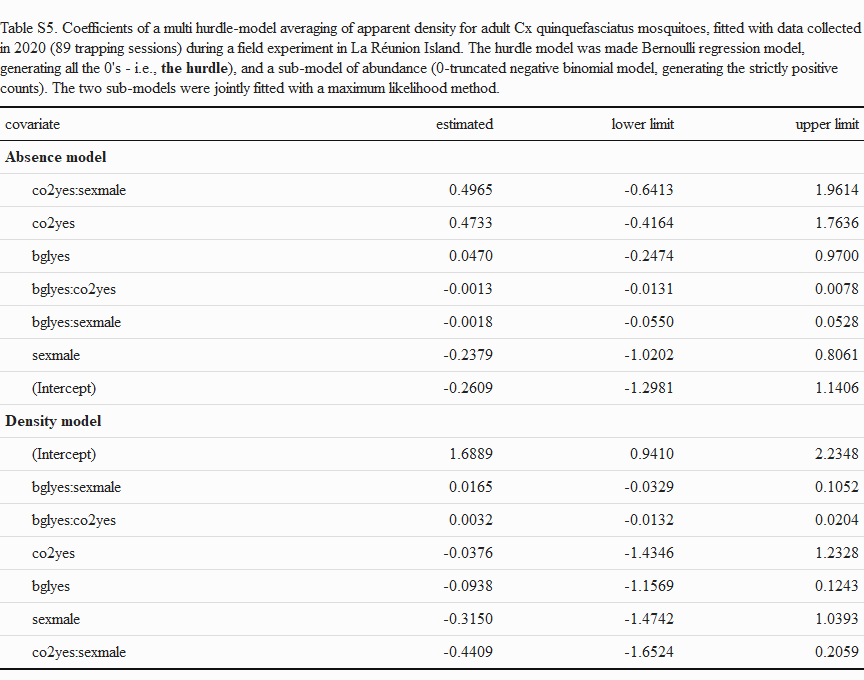 Table S5. Coefficients of a multi hurdle-model averaging of apparent density for adult Cx quinquefasciatus mosquitoes, fitted with data collected
in 2020 (89 trapping sessions) during a field experiment in La Réunion Island. The hurdle model was made Bernoulli regression model,
generating all the 0's - i.e., the hurdle), and a sub-model of abundance (0-truncated negative binomial model, generating the strictly positive
counts). The two sub-models were jointly fitted with a maximum likelihood method.
covariate estimated lower limit upper limit
Absence model
co2yes:sexmale 0.4965 -0.6413 1.9614
co2yes 0.4733 -0.4164 1.7636
bglyes 0.0470 -0.2474 0.9700
bglyes:co2yes -0.0013 -0.0131 0.0078
bglyes:sexmale -0.0018 -0.0550 0.0528
sexmale -0.2379 -1.0202 0.8061
(Intercept) -0.2609 -1.2981 1.1406
Density model
(Intercept) 1.6889 0.9410 2.2348
bglyes:sexmale 0.0165 -0.0329 0.1052
bglyes:co2yes 0.0032 -0.0132 0.0204
co2yes -0.0376 -1.4346 1.2328
bglyes -0.0938 -1.1569 0.1243
sexmale -0.3150 -1.4742 1.0393
co2yes:sexmale -0.4409 -1.6524 0.2059